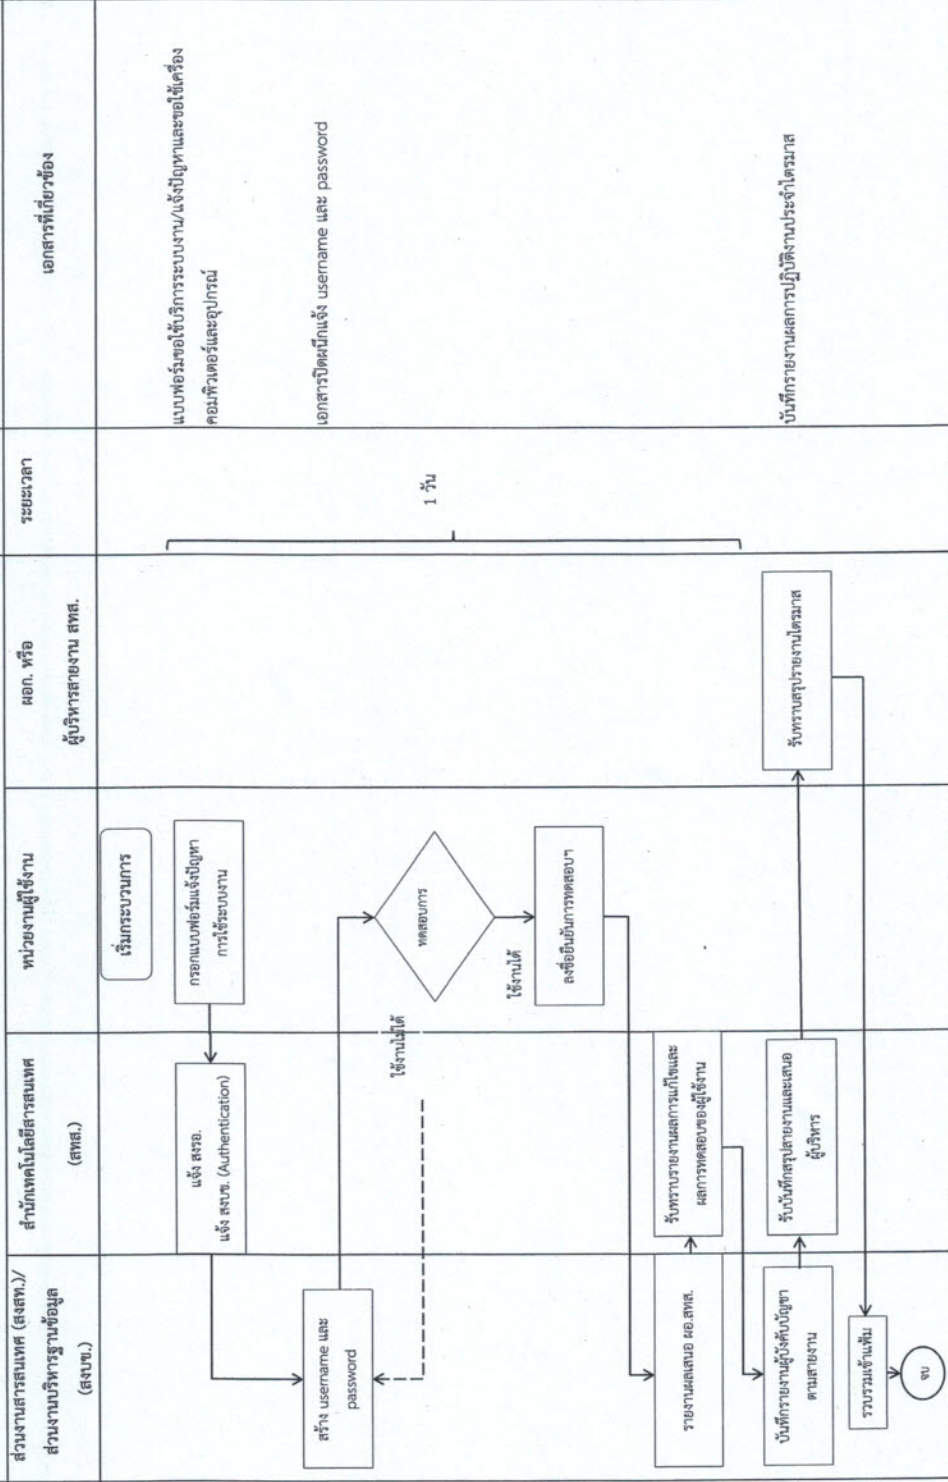 ส่วนงานสารสนเทศ (สงสท.)/
ส่วนงานบริหารฐานข้อมูล
(สงบข.)
สำนักเทคโนโลยีสารสนเทศ
(สทส.)
หน่วยงานผู้ใช้งาน
ผอก. หรือ
ผู้บริหารสายงาน สทส.
ระยะเวลา
เอกสารที่เกี่ยวข้อง
เริ่มกระบวนการ
กรอกแบบฟอร์มแจ้งปัญหา
การใช้ระบบงาน
แบบฟอร์มขอใช้บริการระบบงาน/แจ้งปัญหาและขอใช้เครื่อง
คอมพิวเตอร์และอุปกรณ์
แจ้ง สงรอ.
แจ้ง สงบข. (Authentication)
สร้าง username และ
password
เอกสารปิดผนึกแจ้ง username และ password
ทดสอบการ
ใช้งานไม่ได้
1 วัน
ใช้งานได้
ลงชื่อยืนยันการทดสอบฯ
รายงานผลเสนอ ผอ.สทส.
รับทราบรายงานผลการแก้ไขและ
ผลการทดสอบของผู้ใช้งาน
บันทึกรายงานผู้บังคับบัญชา
ตามสายงาน
รับบันทึกสรุปสายงานและเสนอ
ผู้บริหาร
รับทราบสรุปรายงานไตรมาส
บันทึกรายงานผลการปฏิบัติงานประจำไตรมาส
รวบรวมเข้าแฟ้ม
จบ